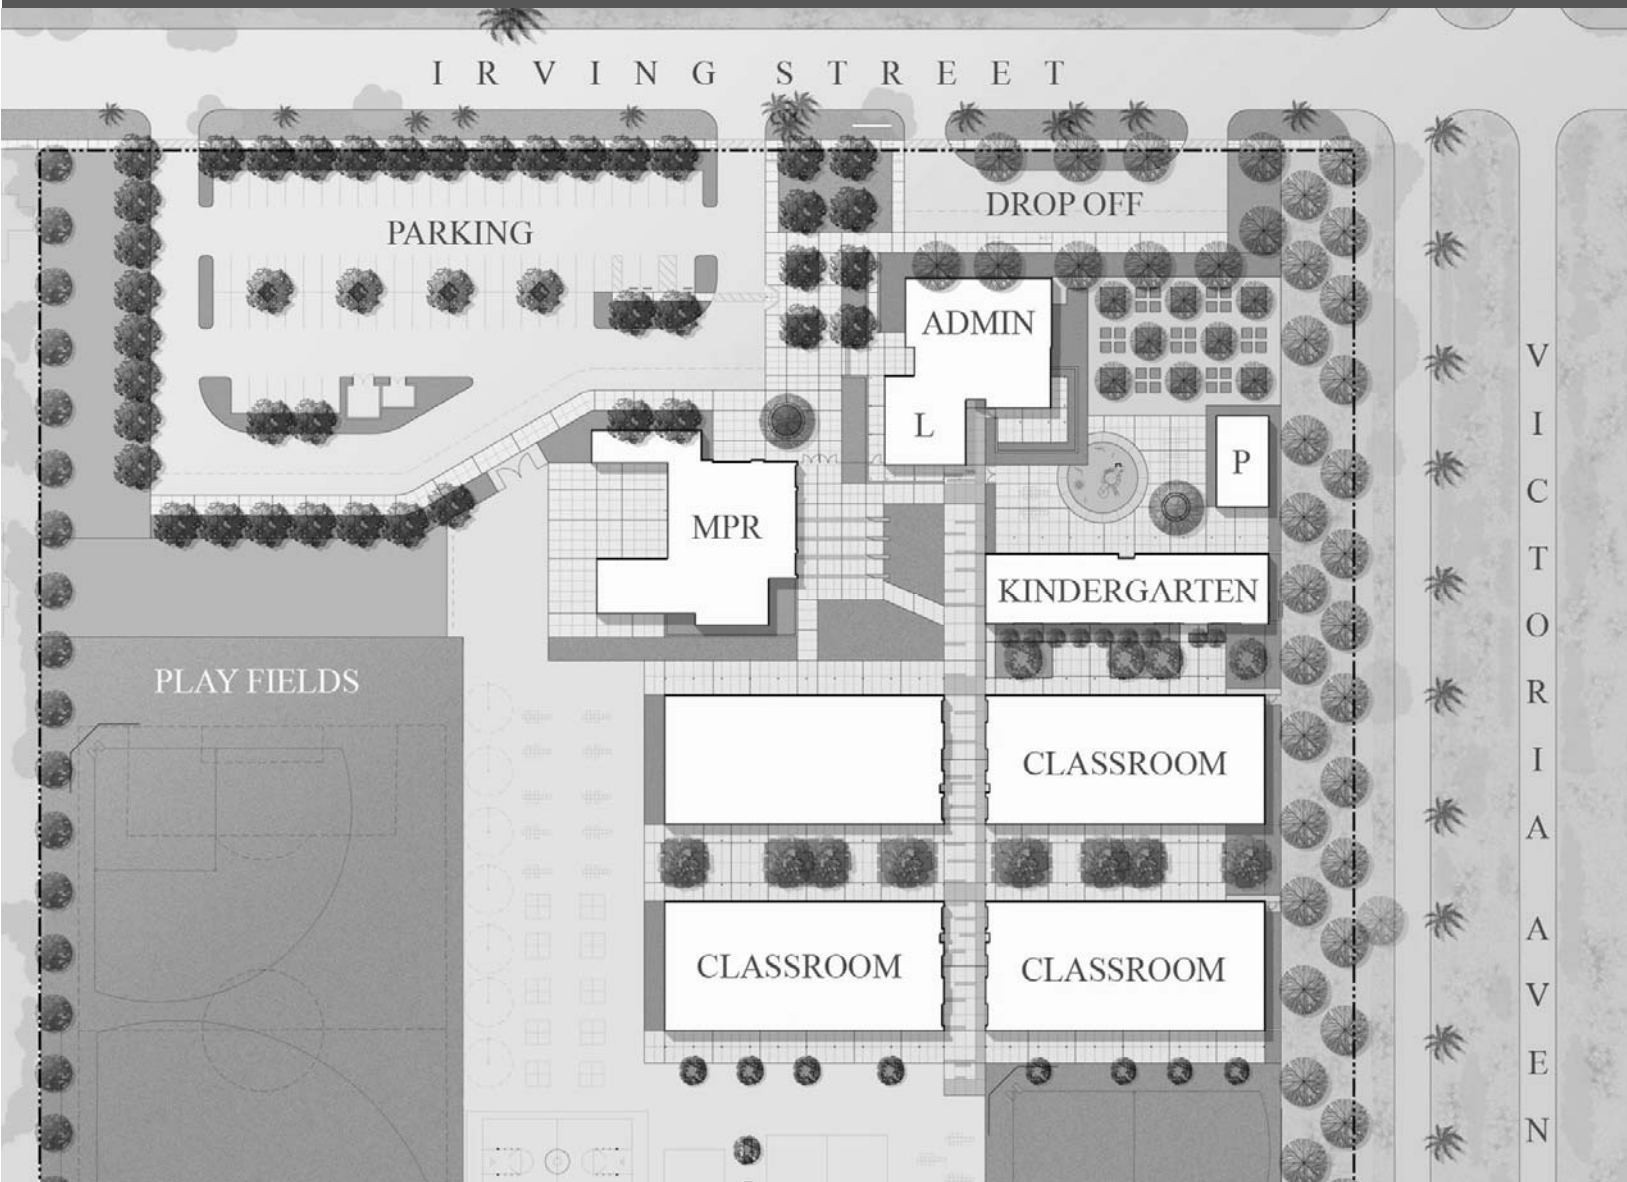 IRVING STREET
DROP OFF
PARKING
ADMIN
L
P
MPR
KINDERGARTEN
PLAY FIELDS
CLASSROOM
CLASSROOM
CLASSROOM
VICTORIA AVEN